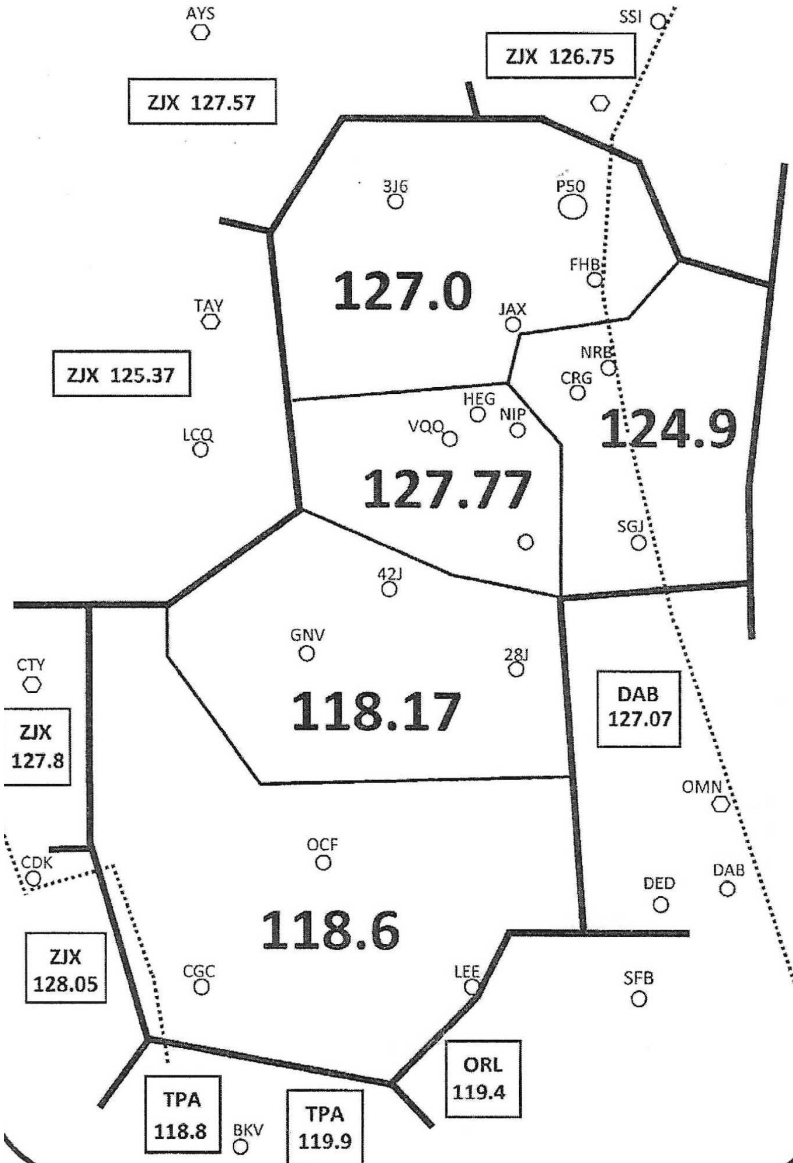 AYS
SSI
ZJX 126.75
ZJX 127.57
3J6
P50
FHB
127.0
TAY
JAX
NRB
ZJX 125.37
CRG
HEG
NIP
VQQ
124.9
LCQ
127.77
SGJ
42J
GNV
28J
CTY
118.17
DAB
127.07
ZJX
127.8
OMN
OCF
CDK
DAB
DED
118.6
ZJX
128.05
CGC
LEE
SFB
ORL
119.4
TPA
118.8
TPA
119.9
BKV